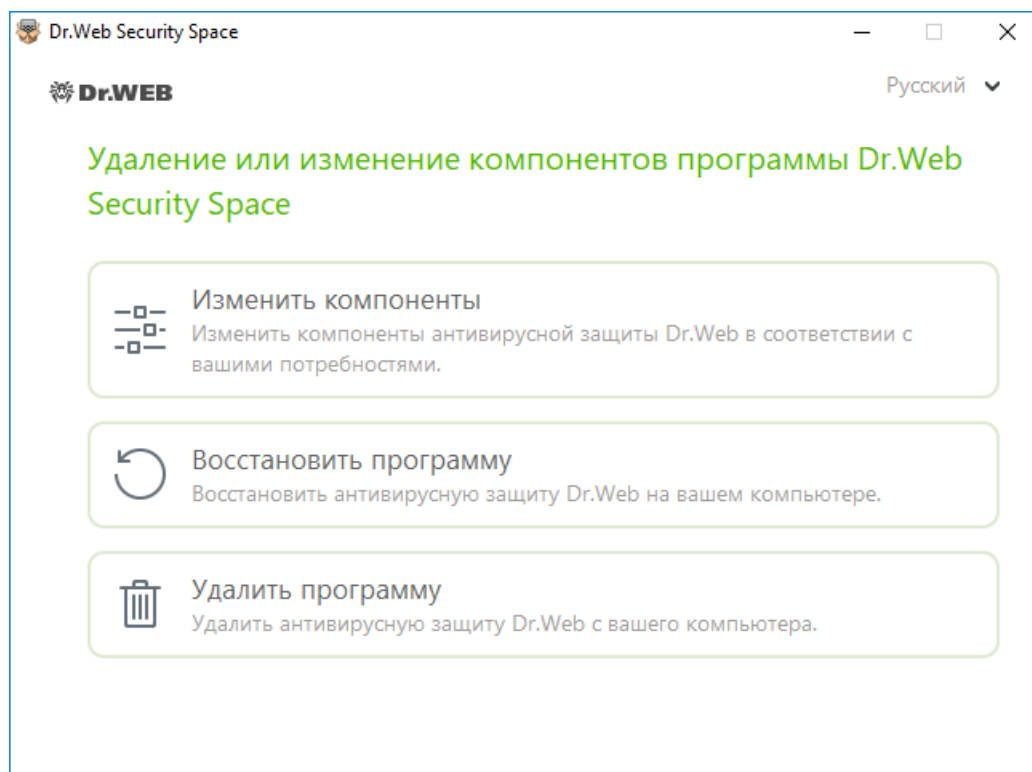 Dr.Web Security Space
Dr.WEB
Русский
Удаление или изменение компонентов программы Dr.Web
Security Space
Изменить компоненты
Изменить компоненты антивирусной защиты Dr.Web в соответствии с
вашими потребностями.
Восстановить программу
Восстановить антивирусную защиту Dr.Web на вашем компьютере.
Удалить программу
Удалить антивирусную защиту Dr.Web с вашего компьютера.